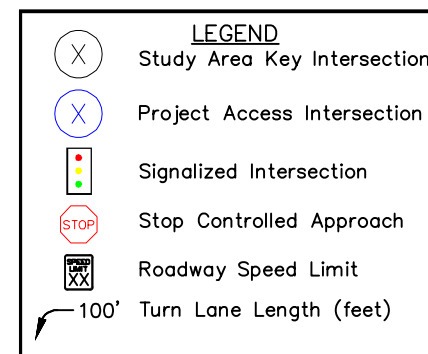 LEGEND
X Study Area Key Intersection
X Project Access Intersection
Signalized Intersection
STOP Stop Controlled Approach
SPEED
LIMIT
XX Roadway Speed Limit
100' Turn Lane Length (feet)